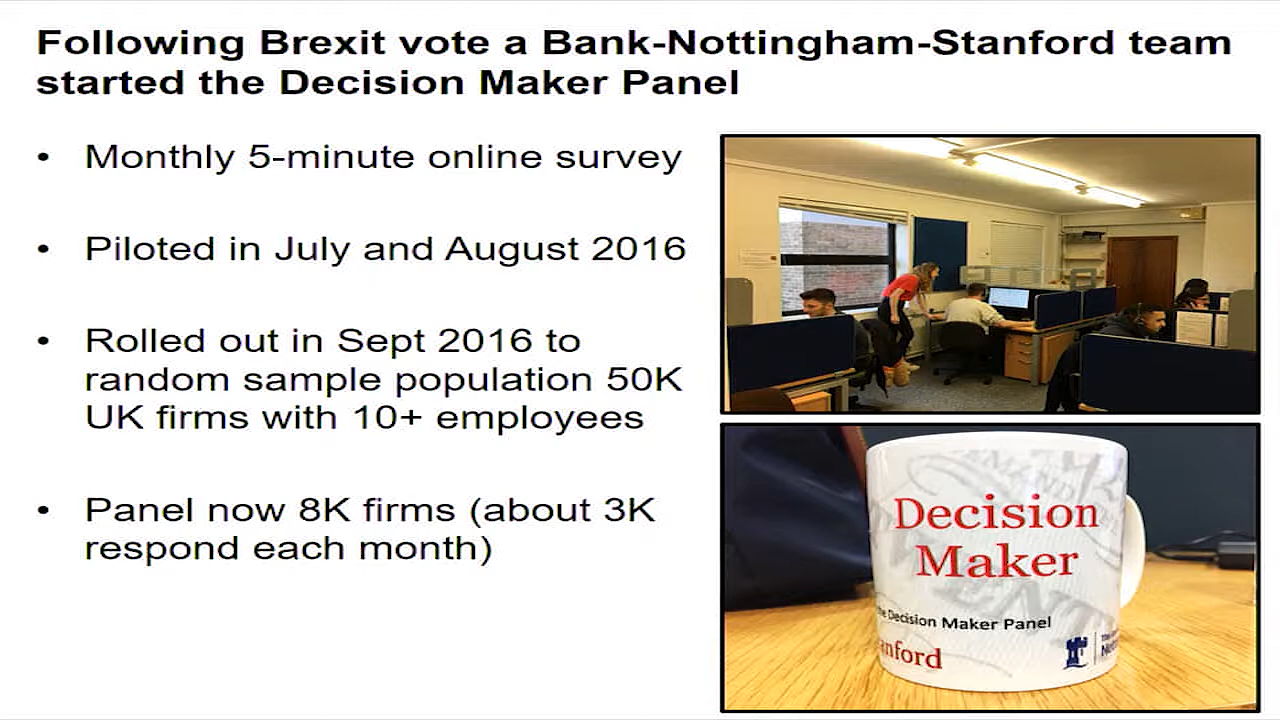 Following Brexit vote a Bank-Nottingham-Stanford team
started the Decision Maker Panel
• Monthly 5-minute online survey
• Piloted in July and August 2016
• Rolled out in Sept 2016 to
random sample population 50K
UK firms with 10+ employees
• Panel now 8K firms (about 3K
respond each month)
Decision
Maker
Decision Maker Panel
anford